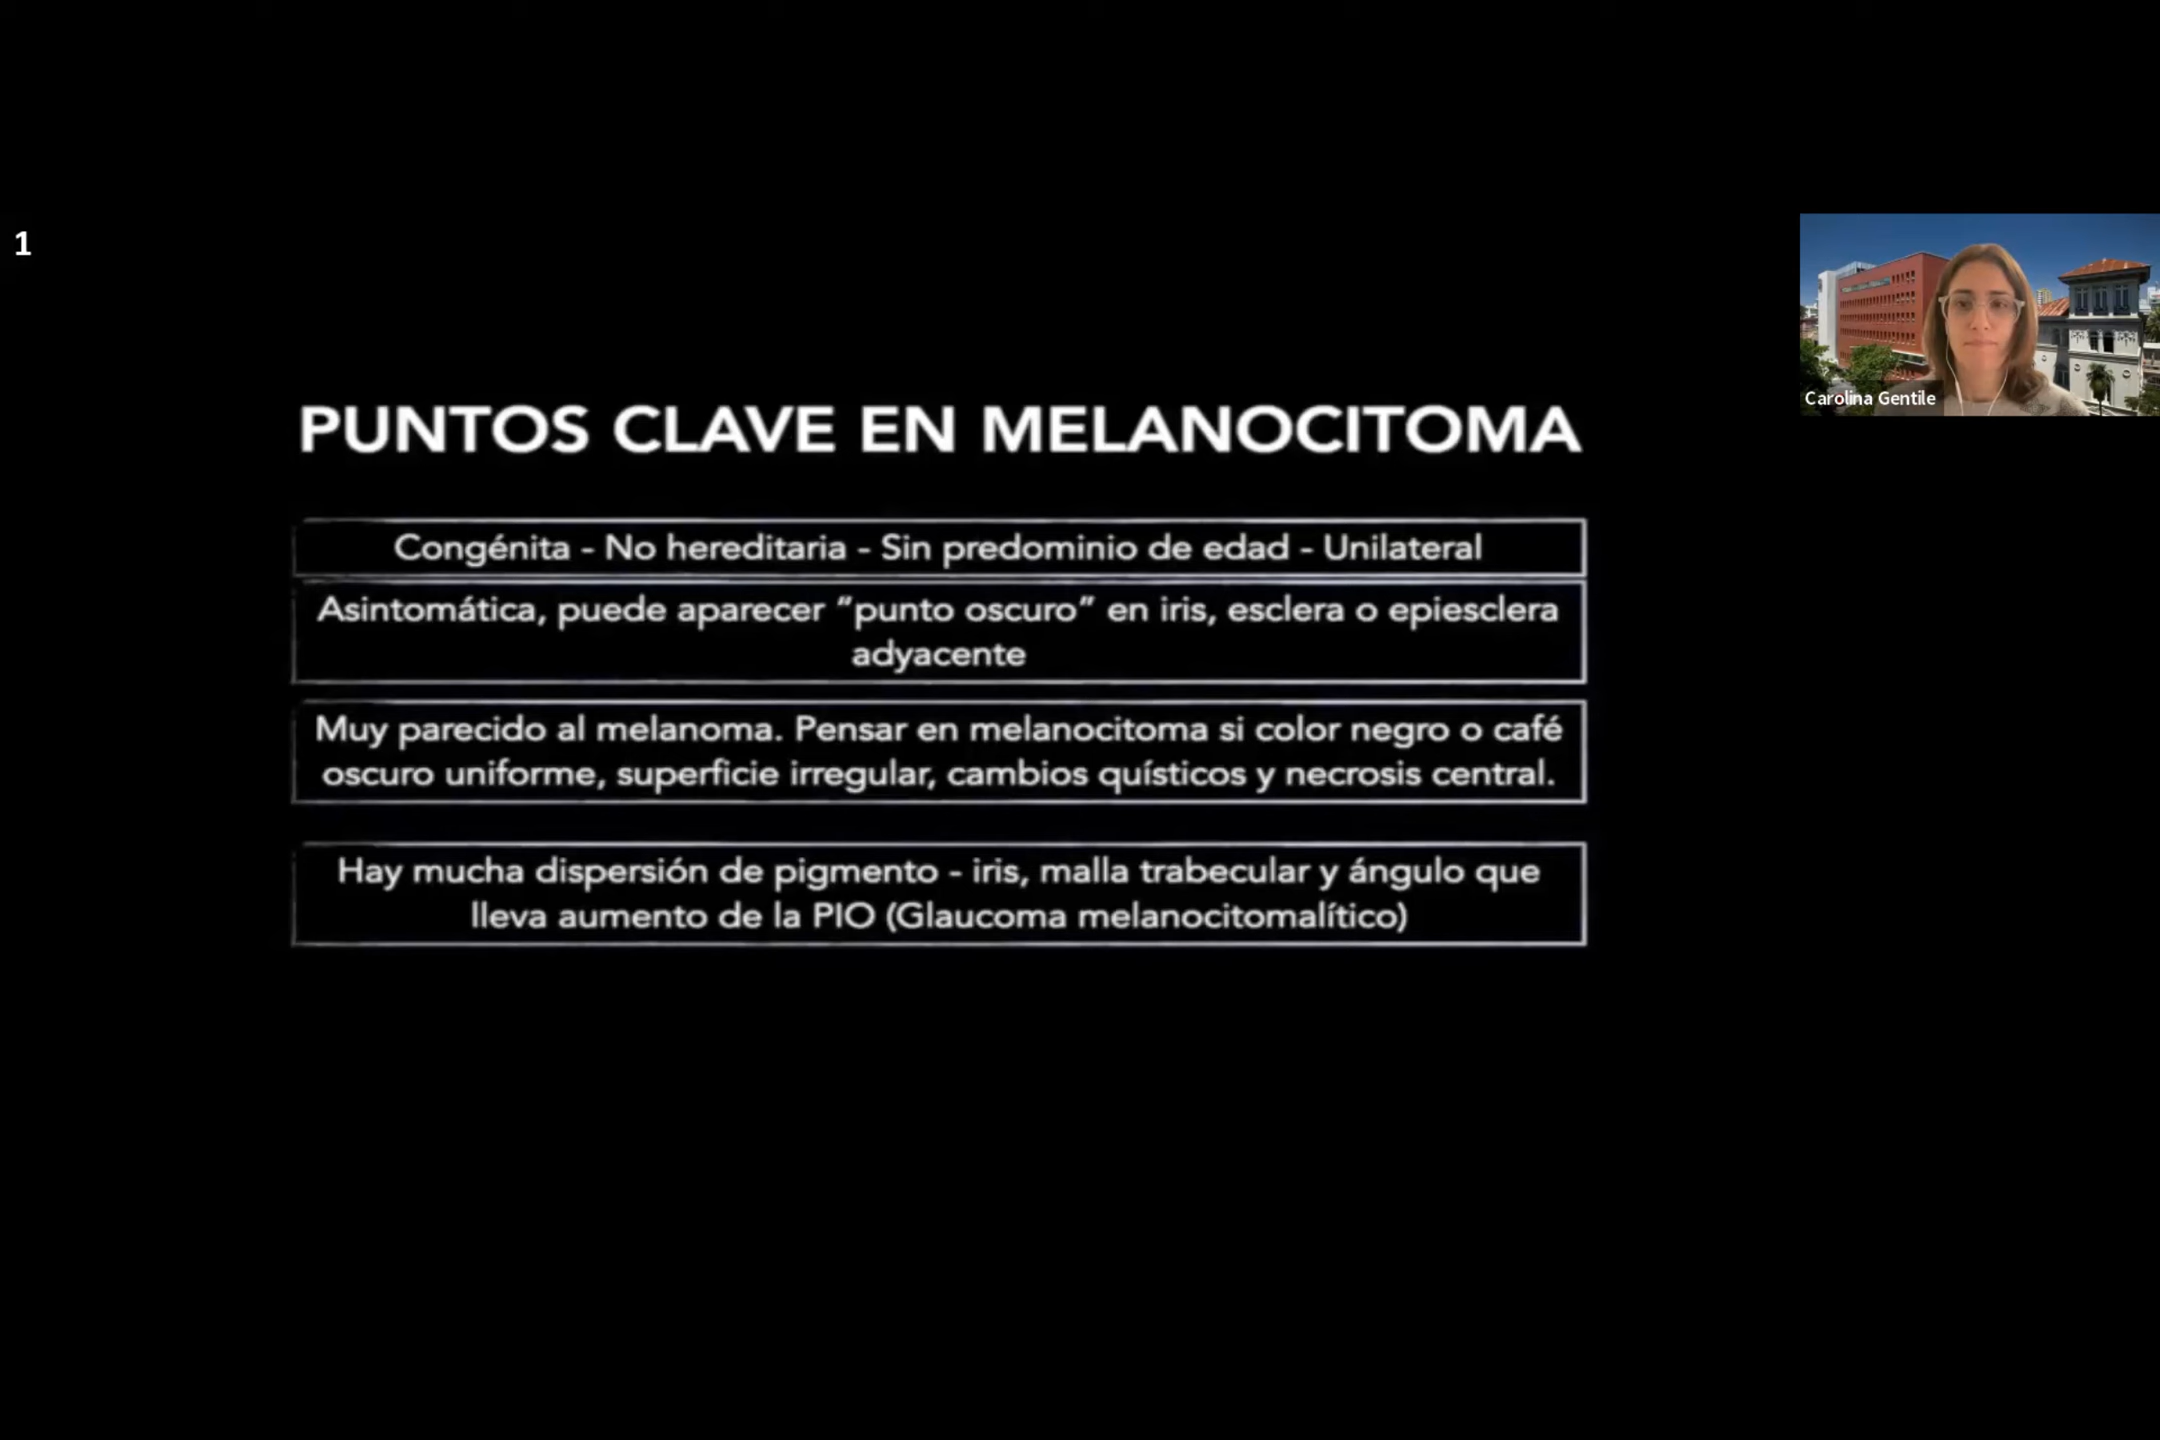 1
Carolina Gentile
PUNTOS CLAVE EN MELANOCITOMA
Congénita - No hereditaria - Sin predominio de edad - Unilateral
Asintomática, puede aparecer “punto oscuro” en iris, esclera o epiesclera
adyacente
Muy parecido al melanoma. Pensar en melanocitoma si color negro o café
oscuro uniforme, superficie irregular, cambios quísticos y necrosis central.
Hay mucha dispersión de pigmento - iris, malla trabecular y ángulo que
lleva aumento de la PIO (Glaucoma melanocitomalítico)